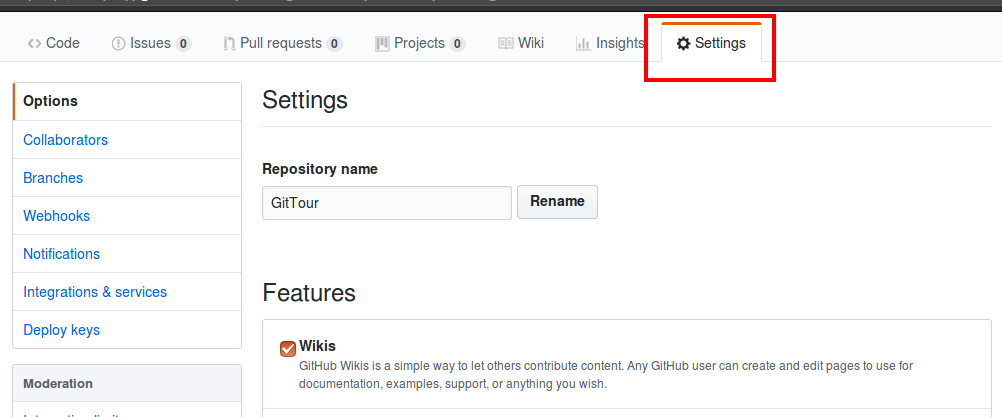 Code Issues 0 Pull requests 0 Projects 0 Wiki Insights Settings
Options
Collaborators
Branches
Webhooks
Notifications
Integrations & services
Deploy keys
Moderation
Settings
Repository name
GitTour Rename
Features
Wikis
GitHub Wikis is a simple way to let others contribute content. Any GitHub user can create and edit pages to use for
documentation, examples, support, or anything you wish.